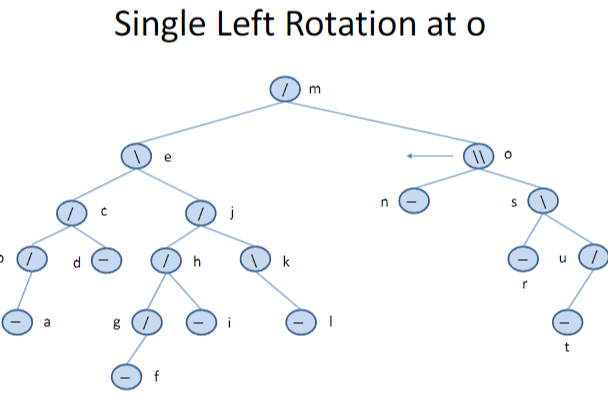 Single Left Rotation at o
/ m
\ e
\\ o
/ c
/ j
n –
s \
/
d –
/ h
\ k
–
u /
r
– a
g /
– i
– l
–
t
– f